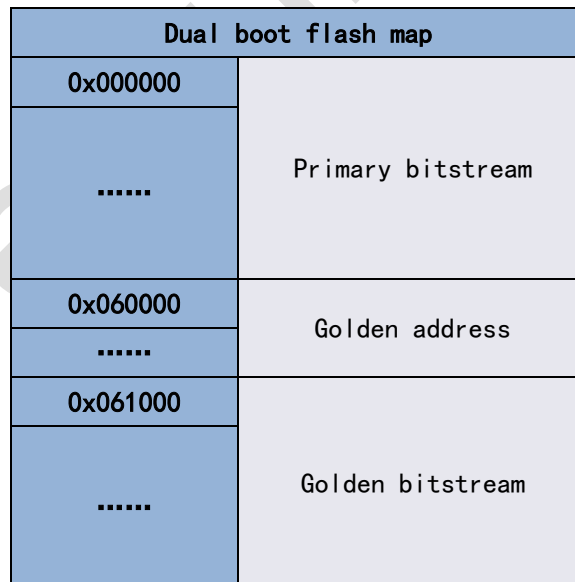 Dual boot flash map
0x000000
Primary bitstream
……
0x060000
Golden address
……
0x061000
Golden bitstream
……